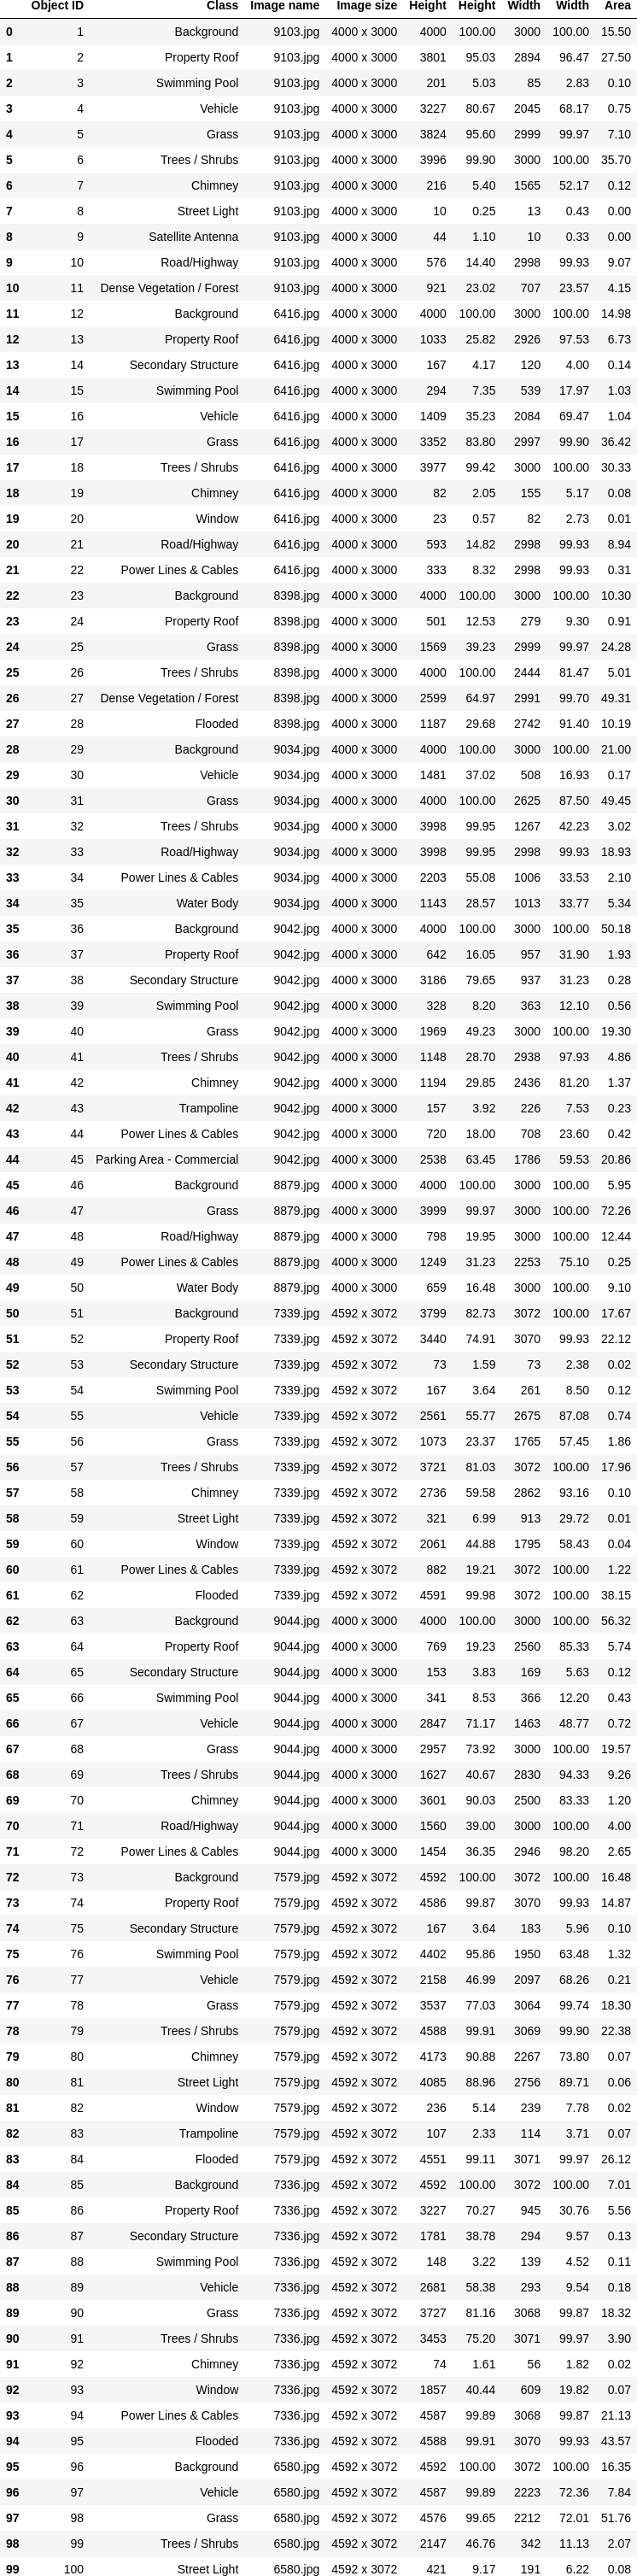 Object ID Class Image name Image size Height Height Width Width Area
0 1 Background 9103.jpg 4000 x 3000 4000 100.00 3000 100.00 15.50
1 2 Property Roof 9103.jpg 4000 x 3000 3801 95.03 2894 96.47 27.50
2 3 Swimming Pool 9103.jpg 4000 x 3000 201 5.03 85 2.83 0.10
3 4 Vehicle 9103.jpg 4000 x 3000 3227 80.67 2045 68.17 0.75
4 5 Grass 9103.jpg 4000 x 3000 3824 95.60 2999 99.97 7.10
5 6 Trees / Shrubs 9103.jpg 4000 x 3000 3996 99.90 3000 100.00 35.70
6 7 Chimney 9103.jpg 4000 x 3000 216 5.40 1565 52.17 0.12
7 8 Street Light 9103.jpg 4000 x 3000 10 0.25 13 0.43 0.00
8 9 Satellite Antenna 9103.jpg 4000 x 3000 44 1.10 10 0.33 0.00
9 10 Road/Highway 9103.jpg 4000 x 3000 576 14.40 2998 99.93 9.07
10 11 Dense Vegetation / Forest 9103.jpg 4000 x 3000 921 23.02 707 23.57 4.15
11 12 Background 6416.jpg 4000 x 3000 4000 100.00 3000 100.00 14.98
12 13 Property Roof 6416.jpg 4000 x 3000 1033 25.82 2926 97.53 6.73
13 14 Secondary Structure 6416.jpg 4000 x 3000 167 4.17 120 4.00 0.14
14 15 Swimming Pool 6416.jpg 4000 x 3000 294 7.35 539 17.97 1.03
15 16 Vehicle 6416.jpg 4000 x 3000 1409 35.23 2084 69.47 1.04
16 17 Grass 6416.jpg 4000 x 3000 3352 83.80 2997 99.90 36.42
17 18 Trees / Shrubs 6416.jpg 4000 x 3000 3977 99.42 3000 100.00 30.33
18 19 Chimney 6416.jpg 4000 x 3000 82 2.05 155 5.17 0.08
19 20 Window 6416.jpg 4000 x 3000 23 0.57 82 2.73 0.01
20 21 Road/Highway 6416.jpg 4000 x 3000 593 14.82 2998 99.93 8.94
21 22 Power Lines & Cables 6416.jpg 4000 x 3000 333 8.32 2998 99.93 0.31
22 23 Background 8398.jpg 4000 x 3000 4000 100.00 3000 100.00 10.30
23 24 Property Roof 8398.jpg 4000 x 3000 501 12.53 279 9.30 0.91
24 25 Grass 8398.jpg 4000 x 3000 1569 39.23 2999 99.97 24.28
25 26 Trees / Shrubs 8398.jpg 4000 x 3000 4000 100.00 2444 81.47 5.01
26 27 Dense Vegetation / Forest 8398.jpg 4000 x 3000 2599 64.97 2991 99.70 49.31
27 28 Flooded 8398.jpg 4000 x 3000 1187 29.68 2742 91.40 10.19
28 29 Background 9034.jpg 4000 x 3000 4000 100.00 3000 100.00 21.00
29 30 Vehicle 9034.jpg 4000 x 3000 1481 37.02 508 16.93 0.17
30 31 Grass 9034.jpg 4000 x 3000 4000 100.00 2625 87.50 49.45
31 32 Trees / Shrubs 9034.jpg 4000 x 3000 3998 99.95 1267 42.23 3.02
32 33 Road/Highway 9034.jpg 4000 x 3000 3998 99.95 2998 99.93 18.93
33 34 Power Lines & Cables 9034.jpg 4000 x 3000 2203 55.08 1006 33.53 2.10
34 35 Water Body 9034.jpg 4000 x 3000 1143 28.57 1013 33.77 5.34
35 36 Background 9042.jpg 4000 x 3000 4000 100.00 3000 100.00 50.18
36 37 Property Roof 9042.jpg 4000 x 3000 642 16.05 957 31.90 1.93
37 38 Secondary Structure 9042.jpg 4000 x 3000 3186 79.65 937 31.23 0.28
38 39 Swimming Pool 9042.jpg 4000 x 3000 328 8.20 363 12.10 0.56
39 40 Grass 9042.jpg 4000 x 3000 1969 49.23 3000 100.00 19.30
40 41 Trees / Shrubs 9042.jpg 4000 x 3000 1148 28.70 2938 97.93 4.86
41 42 Chimney 9042.jpg 4000 x 3000 1194 29.85 2436 81.20 1.37
42 43 Trampoline 9042.jpg 4000 x 3000 157 3.92 226 7.53 0.23
43 44 Power Lines & Cables 9042.jpg 4000 x 3000 720 18.00 708 23.60 0.42
44 45 Parking Area - Commercial 9042.jpg 4000 x 3000 2538 63.45 1786 59.53 20.86
45 46 Background 8879.jpg 4000 x 3000 4000 100.00 3000 100.00 5.95
46 47 Grass 8879.jpg 4000 x 3000 3999 99.97 3000 100.00 72.26
47 48 Road/Highway 8879.jpg 4000 x 3000 798 19.95 3000 100.00 12.44
48 49 Power Lines & Cables 8879.jpg 4000 x 3000 1249 31.23 2253 75.10 0.25
49 50 Water Body 8879.jpg 4000 x 3000 659 16.48 3000 100.00 9.10
50 51 Background 7339.jpg 4592 x 3072 3799 82.73 3072 100.00 17.67
51 52 Property Roof 7339.jpg 4592 x 3072 3440 74.91 3070 99.93 22.12
52 53 Secondary Structure 7339.jpg 4592 x 3072 73 1.59 73 2.38 0.02
53 54 Swimming Pool 7339.jpg 4592 x 3072 167 3.64 261 8.50 0.12
54 55 Vehicle 7339.jpg 4592 x 3072 2561 55.77 2675 87.08 0.74
55 56 Grass 7339.jpg 4592 x 3072 1073 23.37 1765 57.45 1.86
56 57 Trees / Shrubs 7339.jpg 4592 x 3072 3721 81.03 3072 100.00 17.96
57 58 Chimney 7339.jpg 4592 x 3072 2736 59.58 2862 93.16 0.10
58 59 Street Light 7339.jpg 4592 x 3072 321 6.99 913 29.72 0.01
59 60 Window 7339.jpg 4592 x 3072 2061 44.88 1795 58.43 0.04
60 61 Power Lines & Cables 7339.jpg 4592 x 3072 882 19.21 3072 100.00 1.22
61 62 Flooded 7339.jpg 4592 x 3072 4591 99.98 3072 100.00 38.15
62 63 Background 9044.jpg 4000 x 3000 4000 100.00 3000 100.00 56.32
63 64 Property Roof 9044.jpg 4000 x 3000 769 19.23 2560 85.33 5.74
64 65 Secondary Structure 9044.jpg 4000 x 3000 153 3.83 169 5.63 0.12
65 66 Swimming Pool 9044.jpg 4000 x 3000 341 8.53 366 12.20 0.43
66 67 Vehicle 9044.jpg 4000 x 3000 2847 71.17 1463 48.77 0.72
67 68 Grass 9044.jpg 4000 x 3000 2957 73.92 3000 100.00 19.57
68 69 Trees / Shrubs 9044.jpg 4000 x 3000 1627 40.67 2830 94.33 9.26
69 70 Chimney 9044.jpg 4000 x 3000 3601 90.03 2500 83.33 1.20
70 71 Road/Highway 9044.jpg 4000 x 3000 1560 39.00 3000 100.00 4.00
71 72 Power Lines & Cables 9044.jpg 4000 x 3000 1454 36.35 2946 98.20 2.65
72 73 Background 7579.jpg 4592 x 3072 4592 100.00 3072 100.00 16.48
73 74 Property Roof 7579.jpg 4592 x 3072 4586 99.87 3070 99.93 14.87
74 75 Secondary Structure 7579.jpg 4592 x 3072 167 3.64 183 5.96 0.10
75 76 Swimming Pool 7579.jpg 4592 x 3072 4402 95.86 1950 63.48 1.32
76 77 Vehicle 7579.jpg 4592 x 3072 2158 46.99 2097 68.26 0.21
77 78 Grass 7579.jpg 4592 x 3072 3537 77.03 3064 99.74 18.30
78 79 Trees / Shrubs 7579.jpg 4592 x 3072 4588 99.91 3069 99.90 22.38
79 80 Chimney 7579.jpg 4592 x 3072 4173 90.88 2267 73.80 0.07
80 81 Street Light 7579.jpg 4592 x 3072 4085 88.96 2756 89.71 0.06
81 82 Window 7579.jpg 4592 x 3072 236 5.14 239 7.78 0.02
82 83 Trampoline 7579.jpg 4592 x 3072 107 2.33 114 3.71 0.07
83 84 Flooded 7579.jpg 4592 x 3072 4551 99.11 3071 99.97 26.12
84 85 Background 7336.jpg 4592 x 3072 4592 100.00 3072 100.00 7.01
85 86 Property Roof 7336.jpg 4592 x 3072 3227 70.27 945 30.76 5.56
86 87 Secondary Structure 7336.jpg 4592 x 3072 1781 38.78 294 9.57 0.13
87 88 Swimming Pool 7336.jpg 4592 x 3072 148 3.22 139 4.52 0.11
88 89 Vehicle 7336.jpg 4592 x 3072 2681 58.38 293 9.54 0.18
89 90 Grass 7336.jpg 4592 x 3072 3727 81.16 3068 99.87 18.32
90 91 Trees / Shrubs 7336.jpg 4592 x 3072 3453 75.20 3071 99.97 3.90
91 92 Chimney 7336.jpg 4592 x 3072 74 1.61 56 1.82 0.02
92 93 Window 7336.jpg 4592 x 3072 1857 40.44 609 19.82 0.07
93 94 Power Lines & Cables 7336.jpg 4592 x 3072 4587 99.89 3068 99.87 21.13
94 95 Flooded 7336.jpg 4592 x 3072 4588 99.91 3070 99.93 43.57
95 96 Background 6580.jpg 4592 x 3072 4592 100.00 3072 100.00 16.35
96 97 Vehicle 6580.jpg 4592 x 3072 4587 99.89 2223 72.36 7.84
97 98 Grass 6580.jpg 4592 x 3072 4576 99.65 2212 72.01 51.76
98 99 Trees / Shrubs 6580.jpg 4592 x 3072 2147 46.76 342 11.13 2.07
99 100 Street Light 6580.jpg 4592 x 3072 421 9.17 191 6.22 0.08